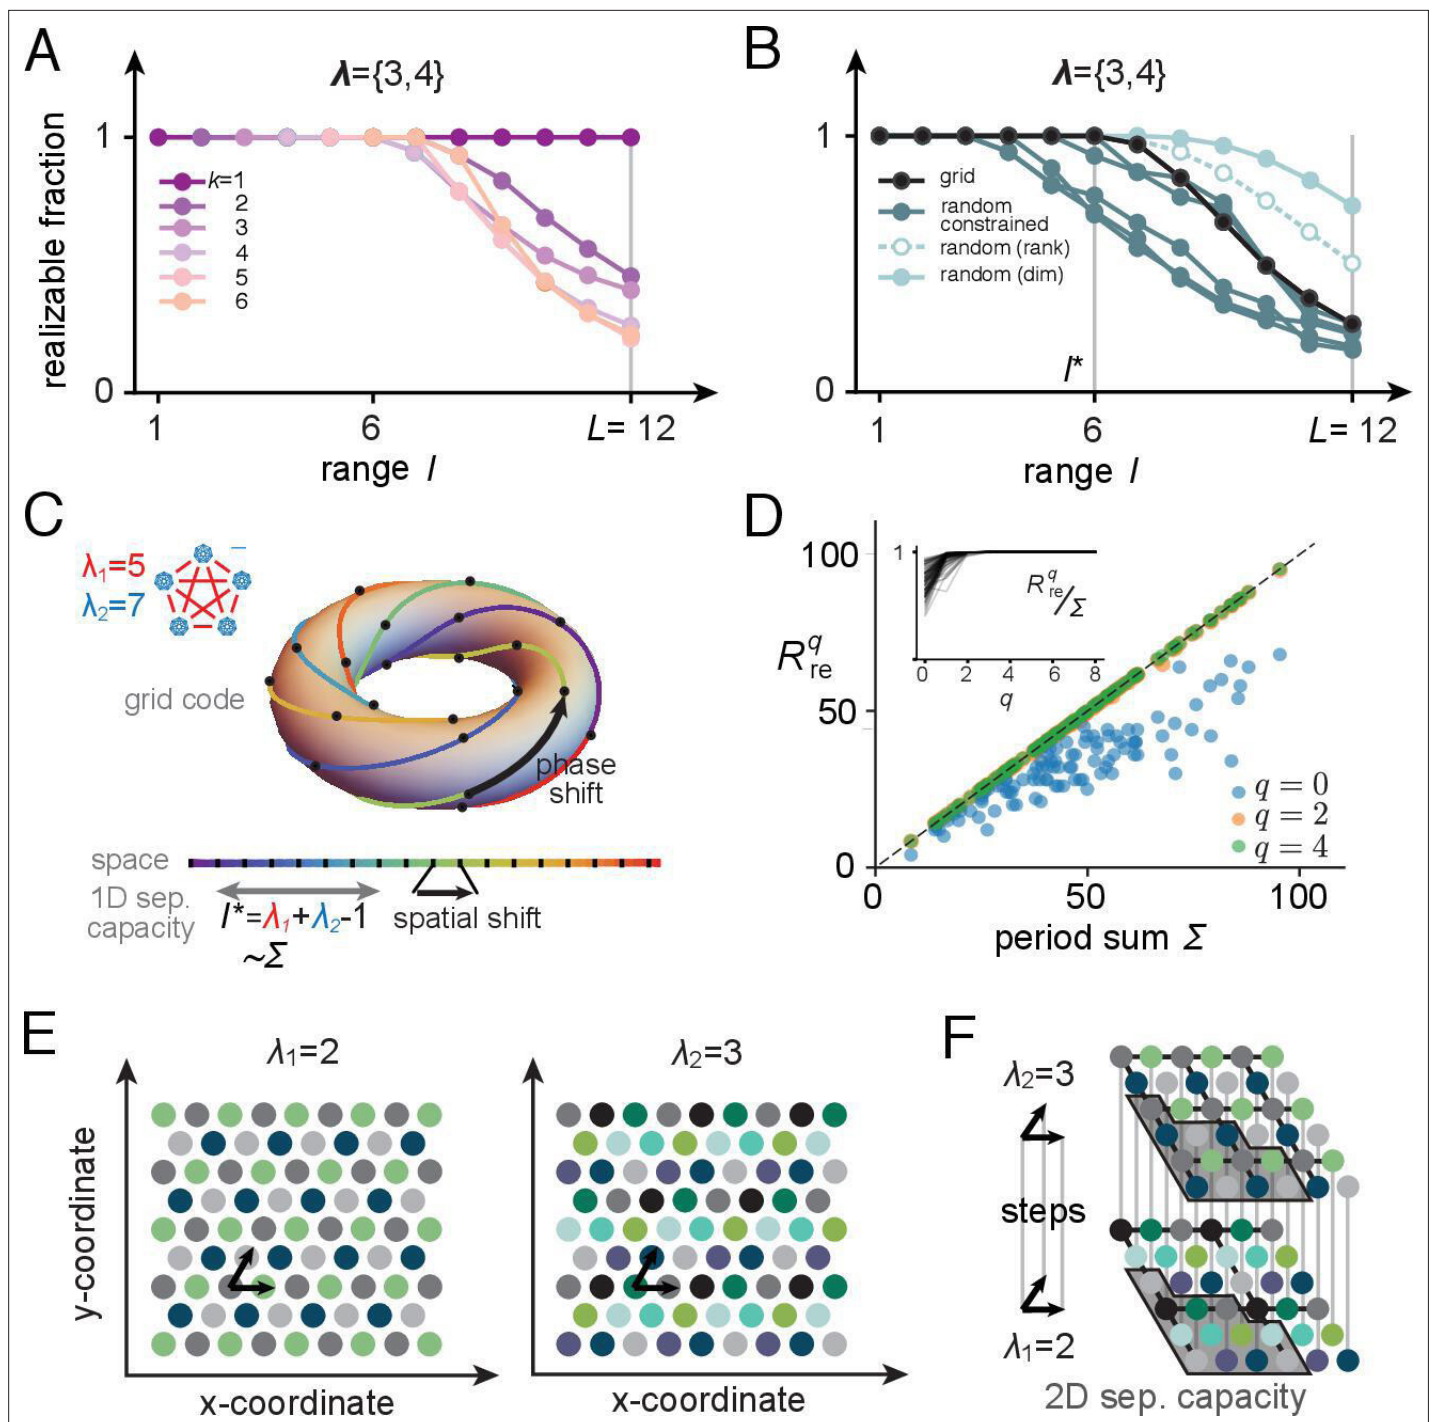 A
λ={3,4}
realizable fraction
1
0
k=1
2
3
4
5
6
1
6
L= 12
range l
B
λ={3,4}
1
0
grid
random
constrained
random (rank)
random (dim)
l*
1
6
L= 12
range l
C
λ1=5
λ2=7
grid code
phase
shift
space
1D sep.
capacity
l*=λ1+λ2-1
~Σ
spatial shift
D
100
50
0
R^q_re
1
R^q_re/Σ
0 2 4 6 8
q
q = 0
q = 2
q = 4
0
50
100
period sum Σ
E
λ1=2
λ2=3
y-coordinate
x-coordinate
x-coordinate
F
λ2=3
steps
λ1=2
2D sep. capacity